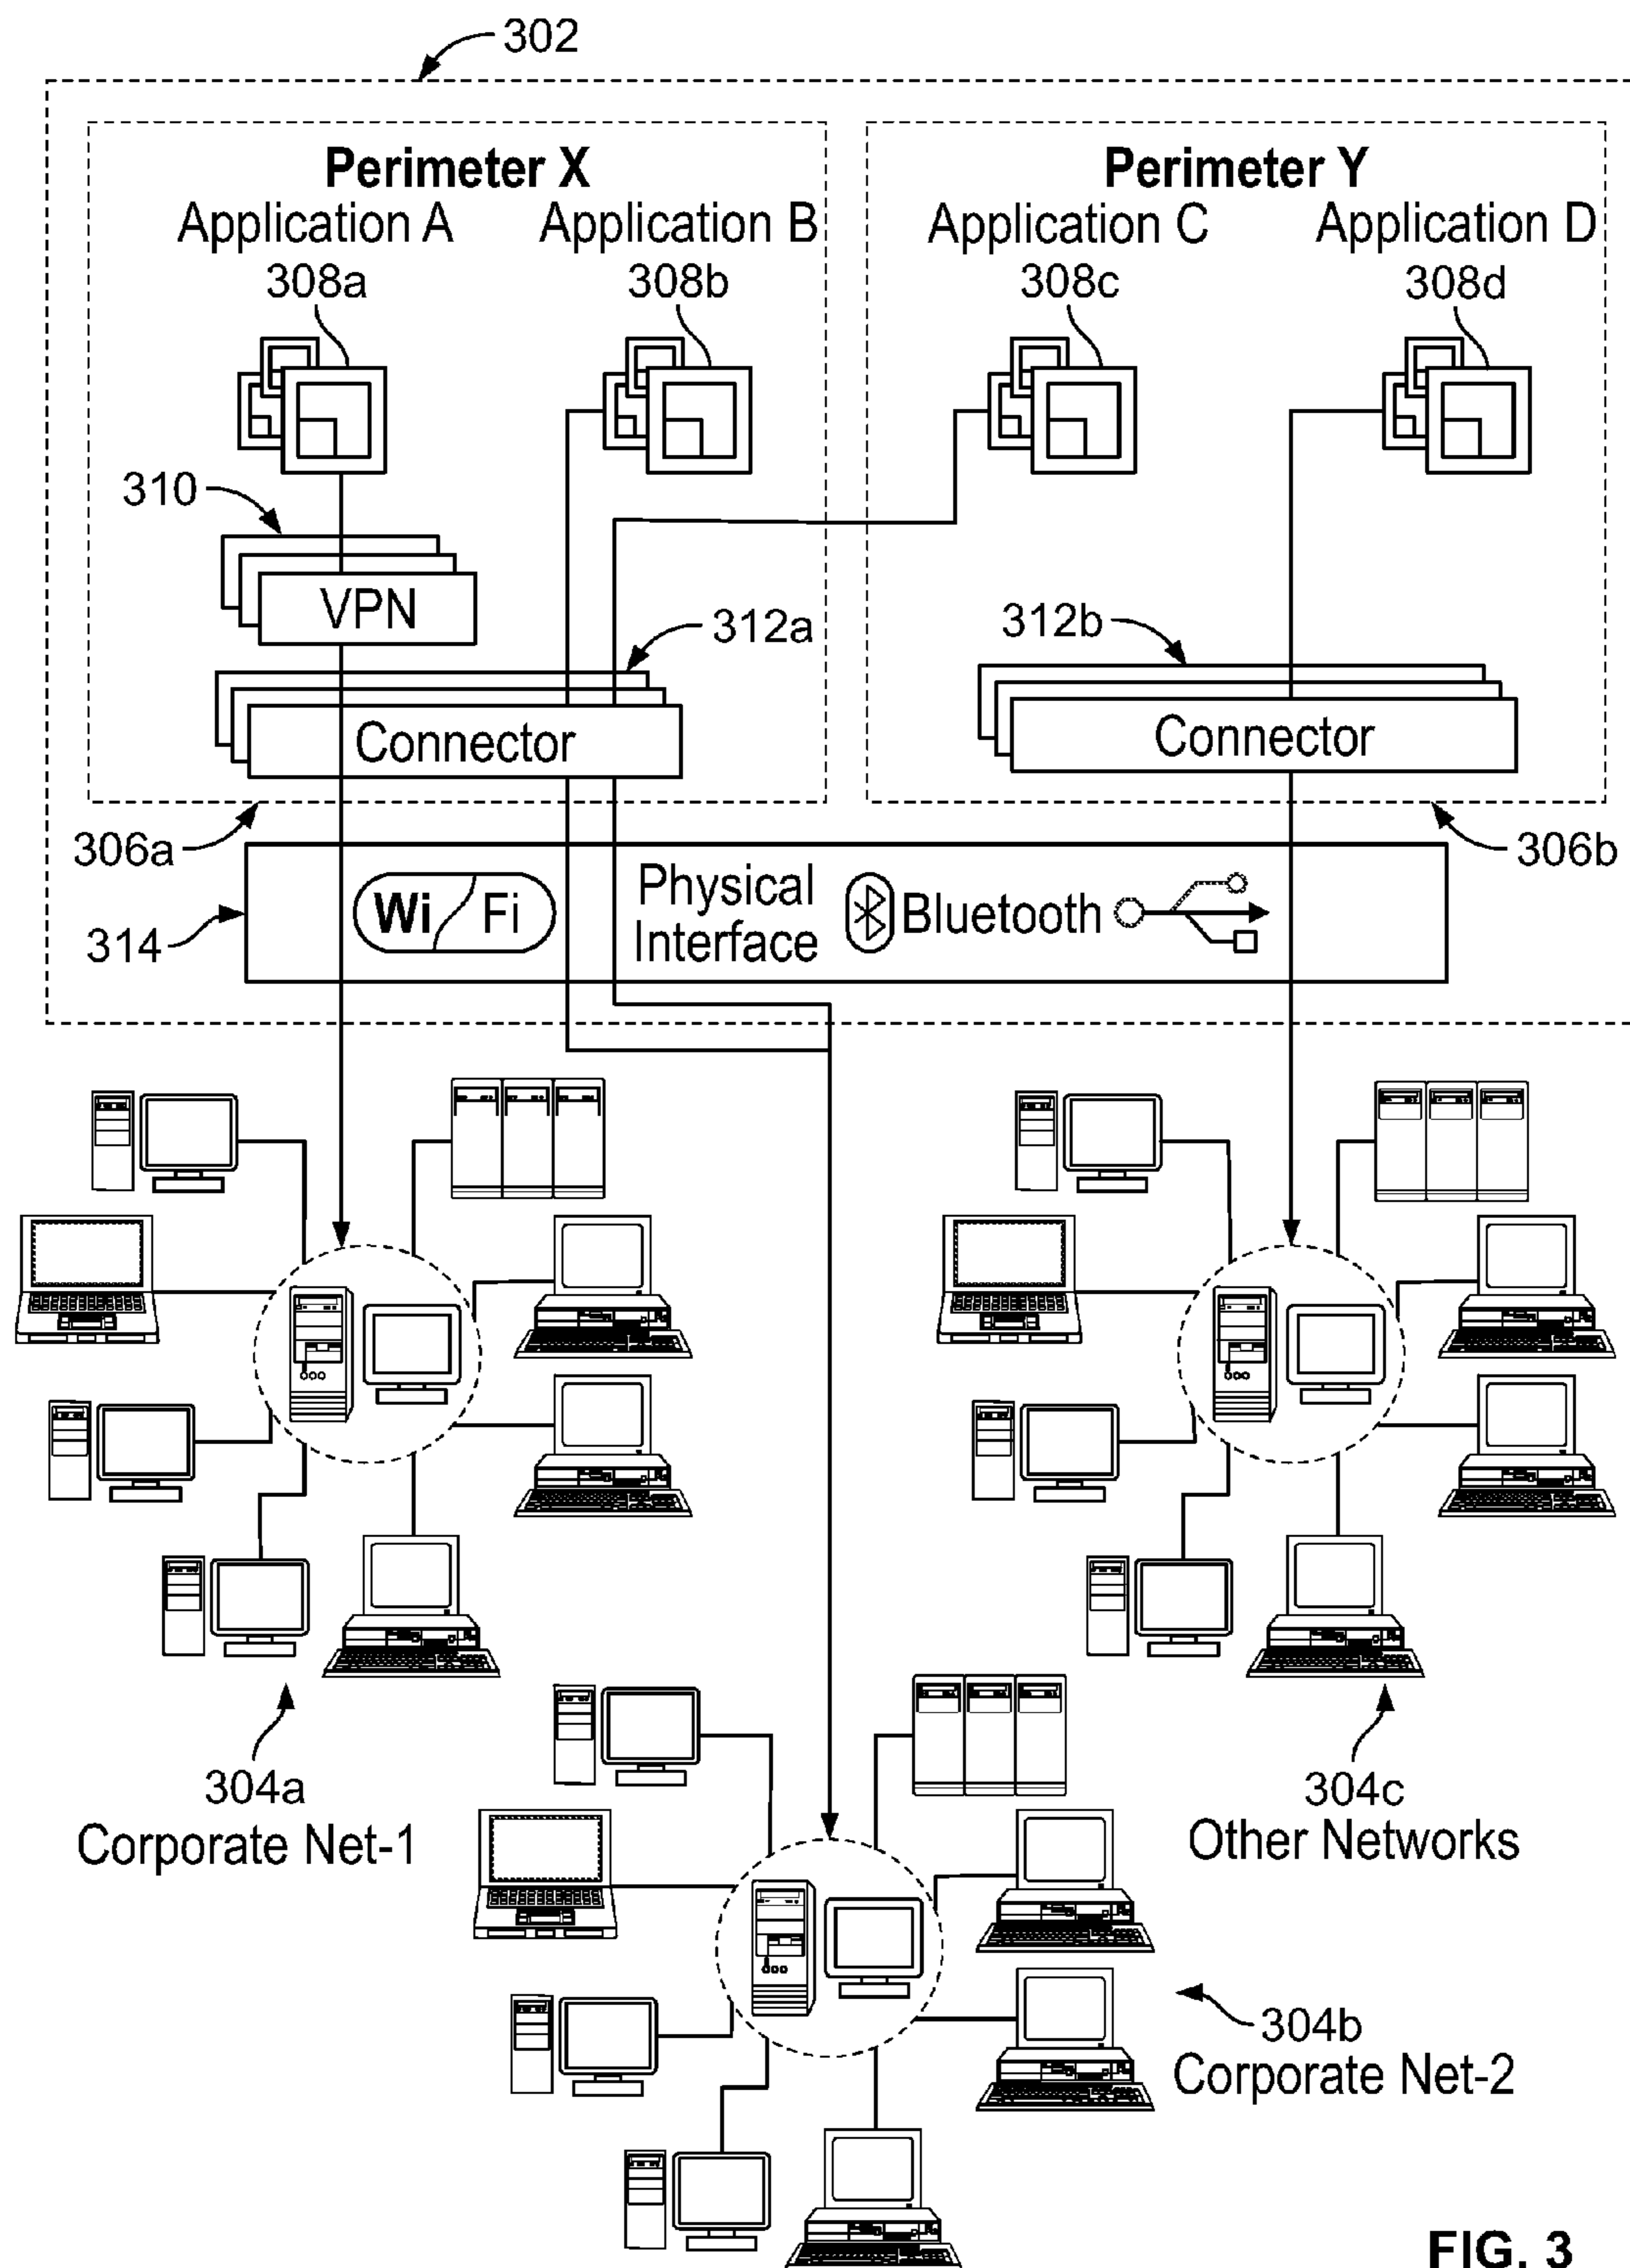 302
Perimeter X
Application A
Application B
308a
308b
Perimeter Y
Application C
Application D
308c
308d
310
VPN
312a
Connector
312b
Connector
306a
306b
314
Wi Fi
Physical
Interface
Bluetooth
304a
Corporate Net-1
304c
Other Networks
304b
Corporate Net-2
FIG. 3